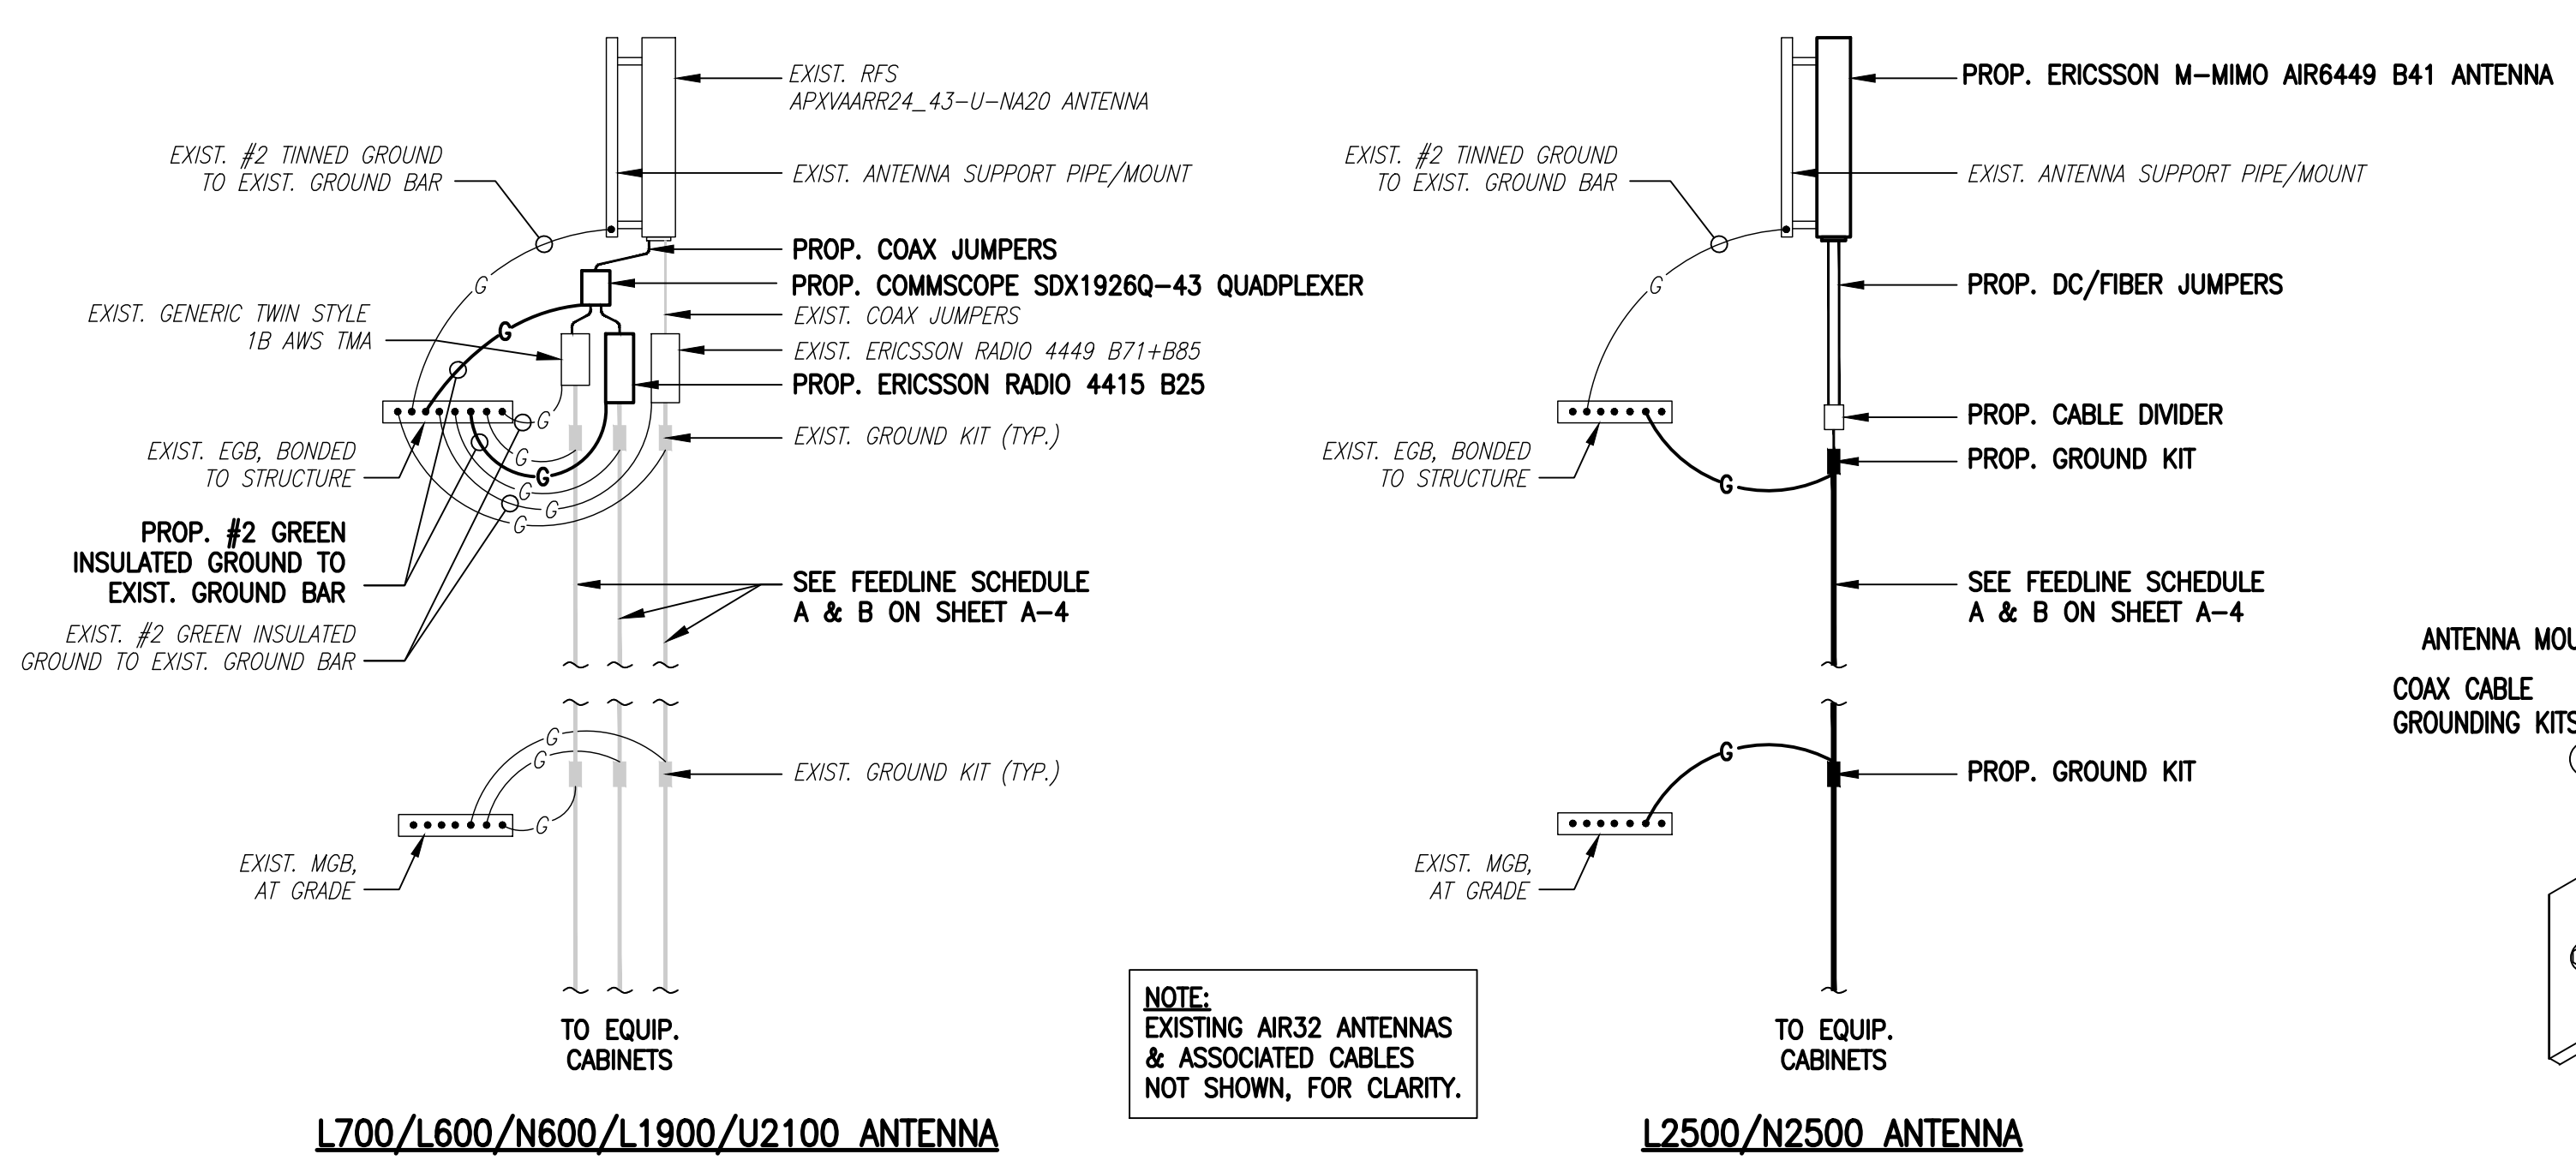 EXIST. RFS
APXVAARR24_43-U-NA20 ANTENNA
EXIST. #2 TINNED GROUND
TO EXIST. GROUND BAR
EXIST. ANTENNA SUPPORT PIPE/MOUNT
PROP. COAX JUMPERS
PROP. COMMSCOPE SDX1926Q-43 QUADPLEXER
EXIST. GENERIC TWIN STYLE
1B AWS TMA
EXIST. COAX JUMPERS
EXIST. ERICSSON RADIO 4449 B71+B85
PROP. ERICSSON RADIO 4415 B25
EXIST. GROUND KIT (TYP.)
EXIST. EGB, BONDED
TO STRUCTURE
PROP. #2 GREEN
INSULATED GROUND TO
EXIST. GROUND BAR
EXIST. #2 GREEN INSULATED
GROUND TO EXIST. GROUND BAR
SEE FEEDLINE SCHEDULE
A & B ON SHEET A-4
G
G
G
G
G
G
G
G
G
G
G
EXIST. GROUND KIT (TYP.)
EXIST. MGB,
AT GRADE
TO EQUIP.
CABINETS
L700/L600/N600/L1900/U2100 ANTENNA
NOTE:
EXISTING AIR32 ANTENNAS
& ASSOCIATED CABLES
NOT SHOWN, FOR CLARITY.
PROP. ERICSSON M-MIMO AIR6449 B41 ANTENNA
EXIST. #2 TINNED GROUND
TO EXIST. GROUND BAR
EXIST. ANTENNA SUPPORT PIPE/MOUNT
G
PROP. DC/FIBER JUMPERS
PROP. CABLE DIVIDER
EXIST. EGB, BONDED
TO STRUCTURE
PROP. GROUND KIT
G
SEE FEEDLINE SCHEDULE
A & B ON SHEET A-4
G
PROP. GROUND KIT
EXIST. MGB,
AT GRADE
TO EQUIP.
CABINETS
L2500/N2500 ANTENNA
ANTENNA MOU
COAX CABLE
GROUNDING KITS